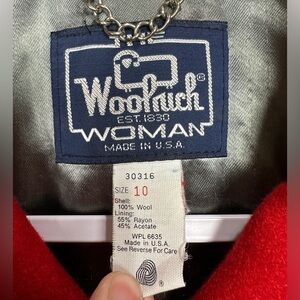 Woolrich®
EST. 1830
WOMAN
MADE IN U.S.A.
30316
SIZE 10
Shell:
100% Wool
Lining:
55% Rayon
45% Acetate
WPL 6635
Made in U.S.A.
See Reverse For Care